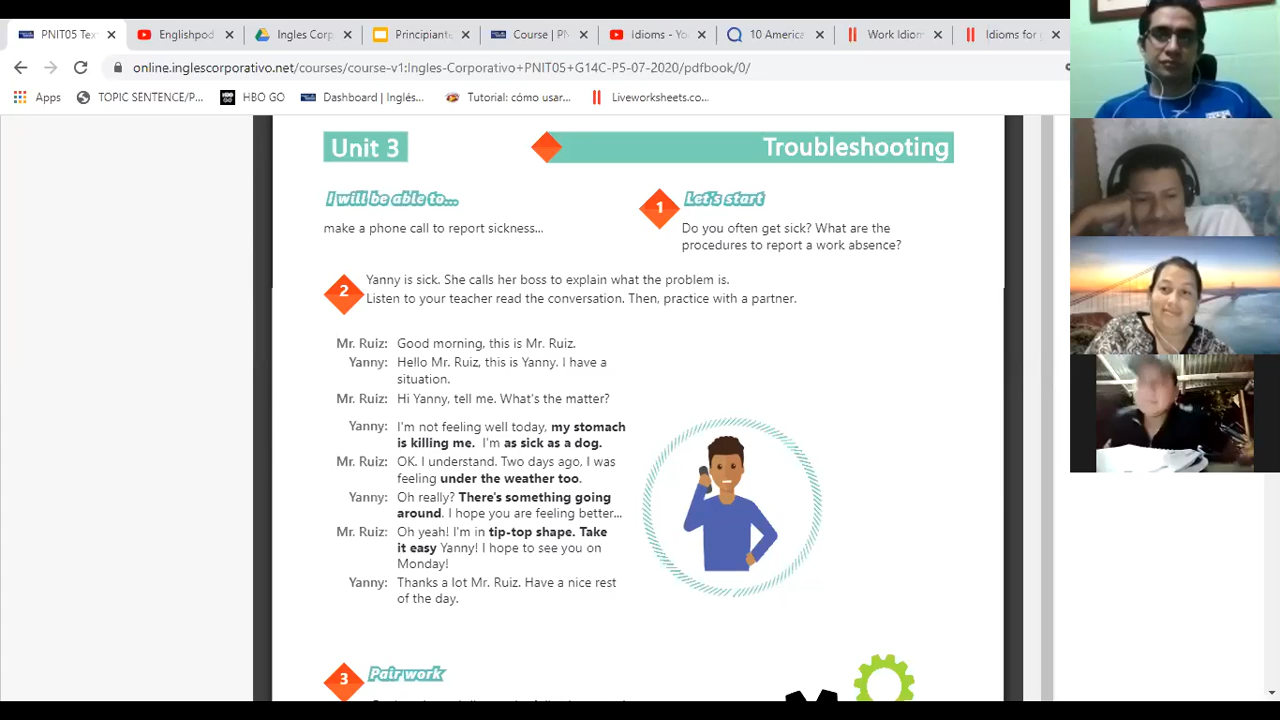 PNIT05 Tex
Englishpod
Ingles Corp
Principiante
Course | PN
Idioms - Yo
10 America
Work Idiom
Idioms for
online.inglescorporativo.net/courses/course-v1:Ingles-Corporativo+PNIT05+G14C-P5-07-2020/pdfbook/0/
Apps
TOPIC SENTENCE/P...
HBO GO
Dashboard | Inglés...
Tutorial: cómo usar...
Liveworksheets.co...
Unit 3
Troubleshooting
I will be able to...
make a phone call to report sickness...
1
Let's start
Do you often get sick? What are the
procedures to report a work absence?
2
Yanny is sick. She calls her boss to explain what the problem is.
Listen to your teacher read the conversation. Then, practice with a partner.
Mr. Ruiz: Good morning, this is Mr. Ruiz.
Yanny: Hello Mr. Ruiz, this is Yanny. I have a
situation.
Mr. Ruiz: Hi Yanny, tell me. What's the matter?
Yanny: I'm not feeling well today, my stomach
is killing me. I'm as sick as a dog.
Mr. Ruiz: OK. I understand. Two days ago, I was
feeling under the weather too.
Yanny: Oh really? There's something going
around. I hope you are feeling better...
Mr. Ruiz: Oh yeah! I'm in tip-top shape. Take
it easy Yanny! I hope to see you on
Monday!
Yanny: Thanks a lot Mr. Ruiz. Have a nice rest
of the day.
3
Pair work